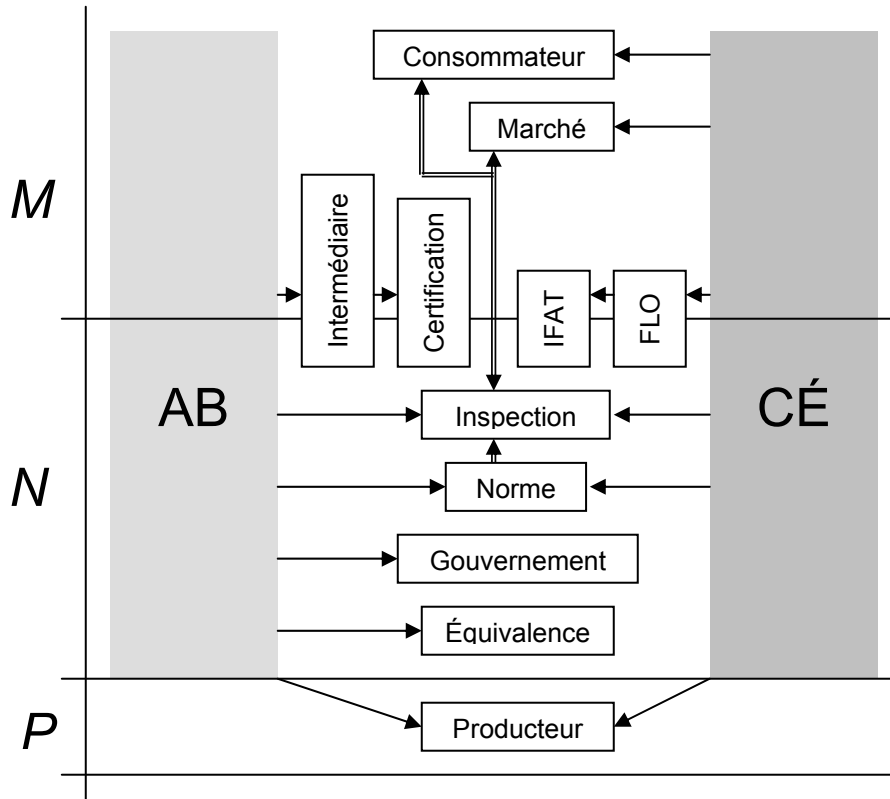 Consommateur
Marché
M
Intermédiaire
Certification
IFAT
FLO
AB
CÉ
Inspection
N
Norme
Gouvernement
Équivalence
P
Producteur